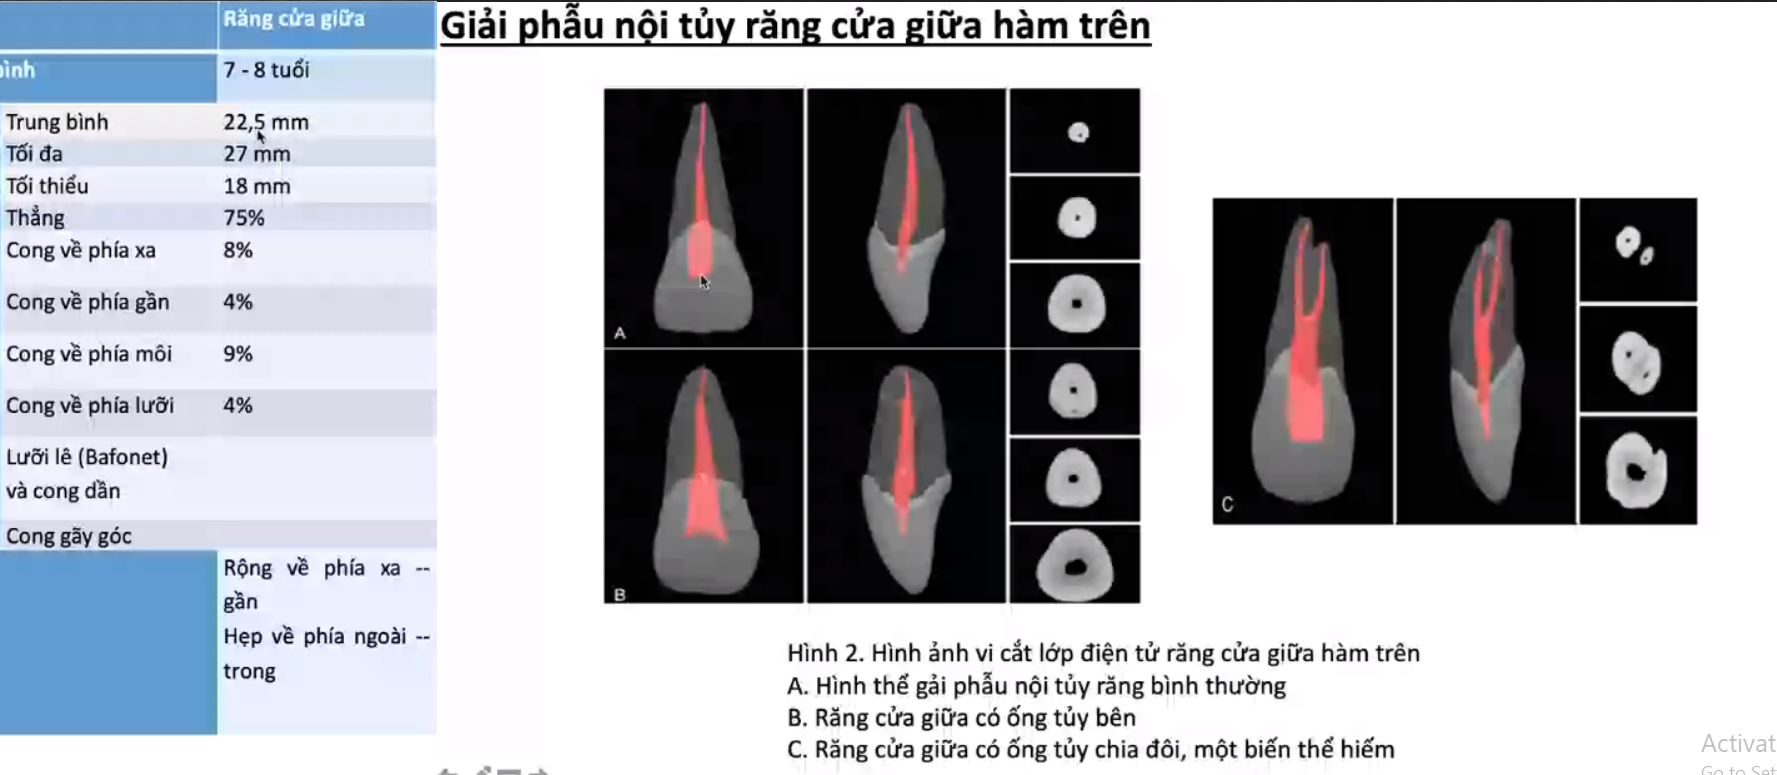 Răng cửa giữa
7 - 8 tuổi
Trung bình
22,5 mm
Tối đa
27 mm
Tối thiểu
18 mm
Thẳng
75%
Cong về phía xa
8%
Cong về phía gần
4%
Cong về phía môi
9%
Cong về phía lưỡi
4%
Lưỡi lê (Bafonet)
và cong dần
Cong gãy góc
Rộng về phía xa --
gần
Hẹp về phía ngoài --
trong
Giải phẫu nội tủy răng cửa giữa hàm trên
A
B
C
Hình 2. Hình ảnh vi cắt lớp điện tử răng cửa giữa hàm trên
A. Hình thể gải phẫu nội tủy răng bình thường
B. Răng cửa giữa có ống tủy bên
C. Răng cửa giữa có ống tủy chia đôi, một biến thể hiếm
Activat
Go to Set